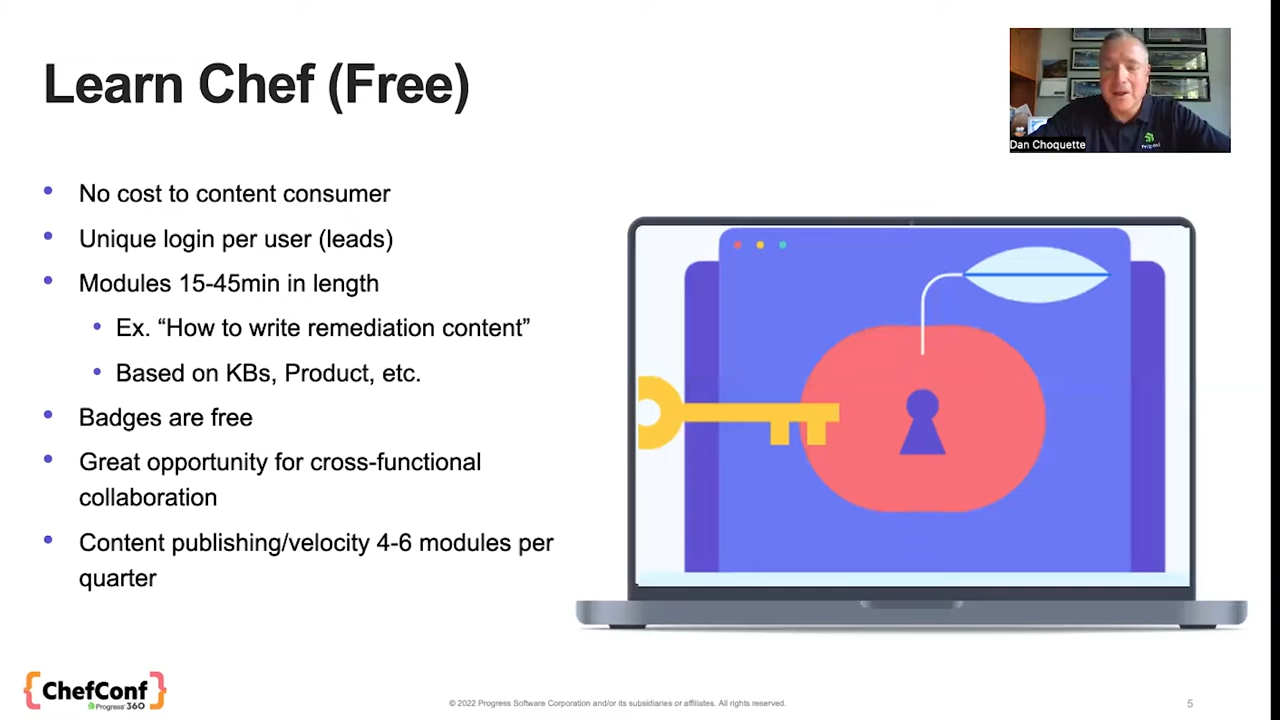 Learn Chef (Free)
Dan Choquette
Progress
• No cost to content consumer
• Unique login per user (leads)
• Modules 15-45min in length
• Ex. “How to write remediation content”
• Based on KBs, Product, etc.
• Badges are free
• Great opportunity for cross-functional
collaboration
• Content publishing/velocity 4-6 modules per
quarter
{ChefConf}
Progress 360
© 2022 Progress Software Corporation and/or its subsidiaries or affiliates. All rights reserved.
5